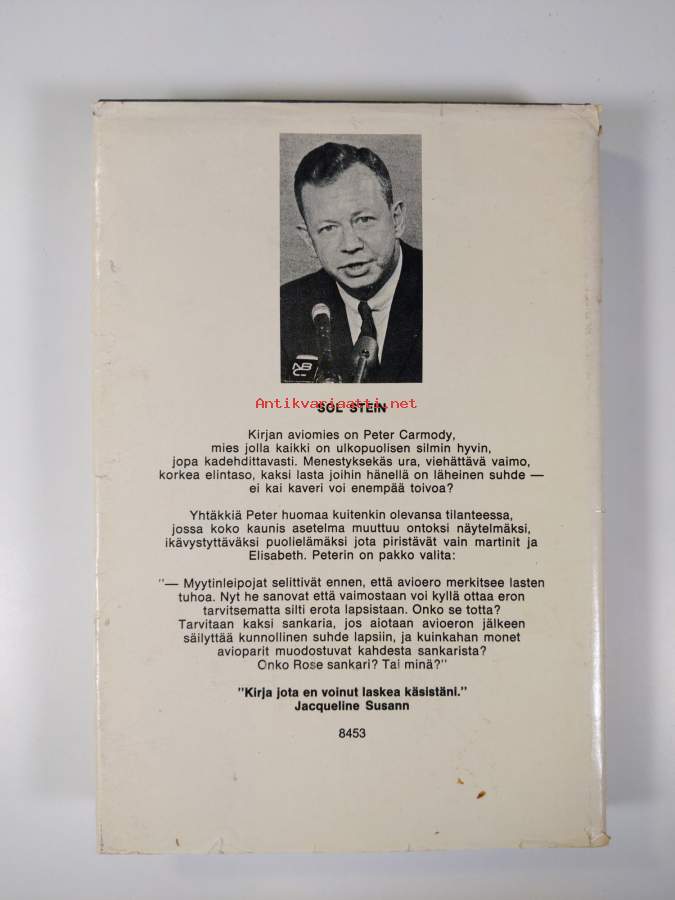 NBC
Antikvariaatti.net
SOL STEIN
Kirjan aviomies on Peter Carmody,
mies jolla kaikki on ulkopuolisen silmin hyvin,
jopa kadehdittavasti. Menestyksekäs ura, viehättävä vaimo,
korkea elintaso, kaksi lasta joihin hänellä on läheinen suhde —
ei kai kaveri voi enempää toivoa?
Yhtäkkiä Peter huomaa kuitenkin olevansa tilanteessa,
jossa koko kaunis asetelma muuttuu ontoksi näytelmäksi,
ikävystyttäväksi puolielämäksi jota piristävät vain martinit ja
Elisabeth. Peterin on pakko valita:
"— Myytinleipojat selittivät ennen, että avioero merkitsee lasten
tuhoa. Nyt he sanovat että vaimostaan voi kyllä ottaa eron
tarvitsematta silti erota lapsistaan. Onko se totta?
Tarvitaan kaksi sankaria, jos aiotaan avioeron jälkeen
säilyttää kunnollinen suhde lapsiin, ja kuinkahan monet
avioparit muodostuvat kahdesta sankarista?
Onko Rose sankari? Tai minä?"
"Kirja jota en voinut laskea käsistäni."
Jacqueline Susann
8453